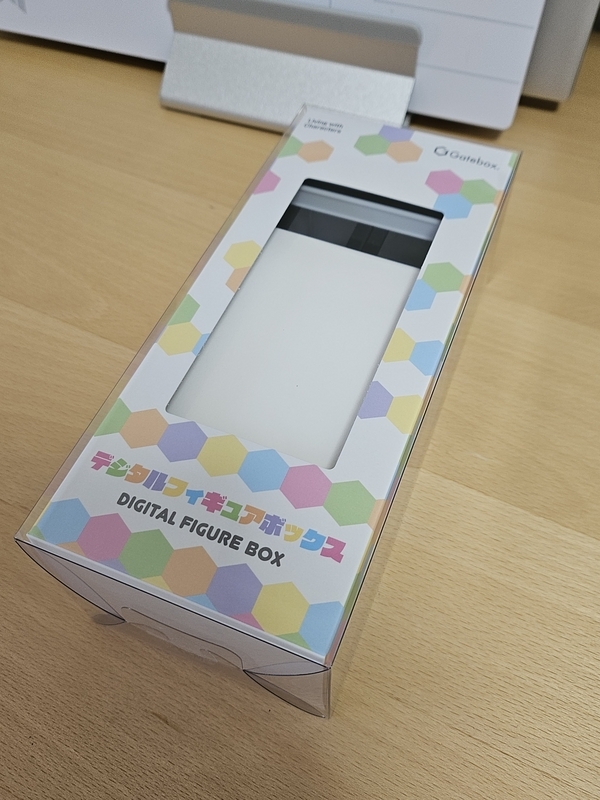 Living with
Characters
Gatebox
デジタルフィギュアボックス
DIGITAL FIGURE BOX